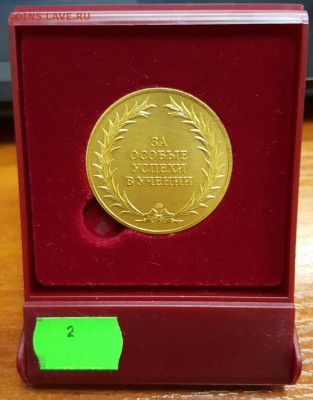 COINS.LAVE.RU
ЗА
ОСОБЫЕ
УСПЕХИ
В УЧЕНИИ
2